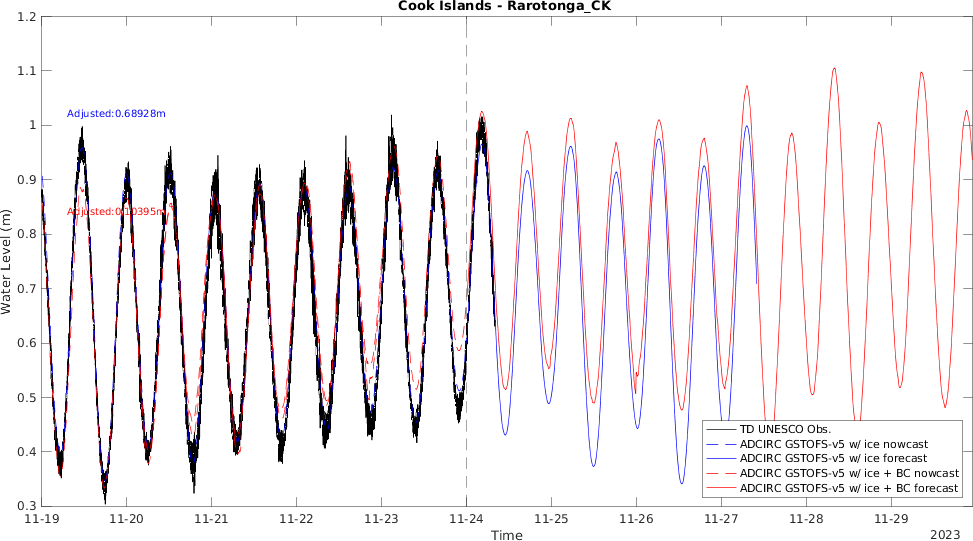 Cook Islands - Rarotonga_CK
1.2
1.1
1
0.9
0.8
0.7
0.6
0.5
0.4
0.3
Water Level (m)
Adjusted:0.68928m
Adjusted:0.10395m
TD UNESCO Obs.
ADCIRC GSTOFS-v5 w/ ice nowcast
ADCIRC GSTOFS-v5 w/ ice forecast
ADCIRC GSTOFS-v5 w/ ice + BC nowcast
ADCIRC GSTOFS-v5 w/ ice + BC forecast
11-19 11-20 11-21 11-22 11-23 11-24 11-25 11-26 11-27 11-28 11-29
Time
2023